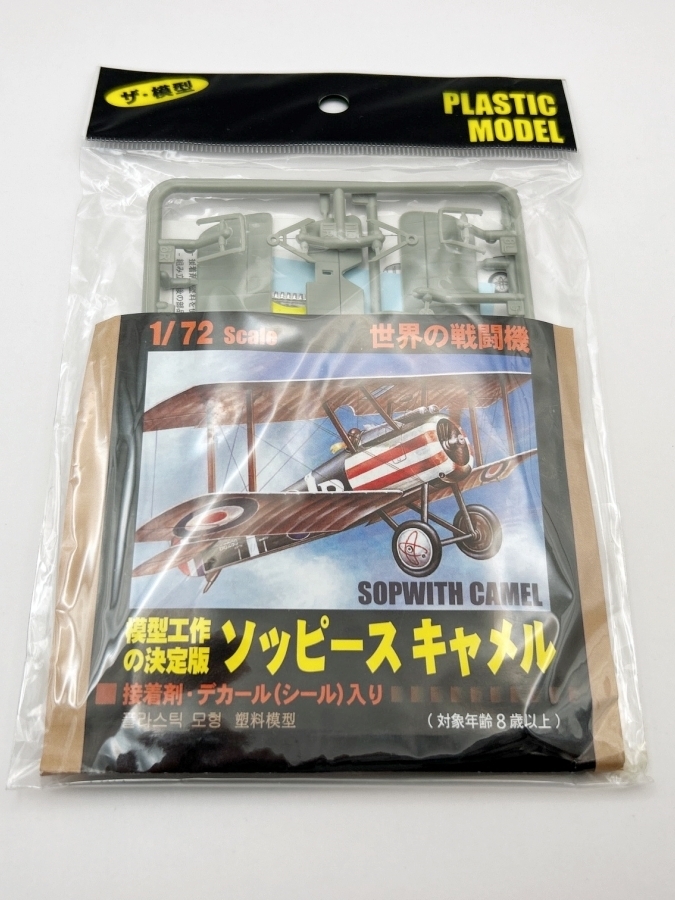 ザ・模型
PLASTIC
MODEL
1/72 Scale
世界の戦闘機
SOPWITH CAMEL
模型工作
の決定版
ソッピース キャメル
接着剤・デカール(シール)入り
플라스틱 모형 塑料模型
(対象年齢8歳以上)